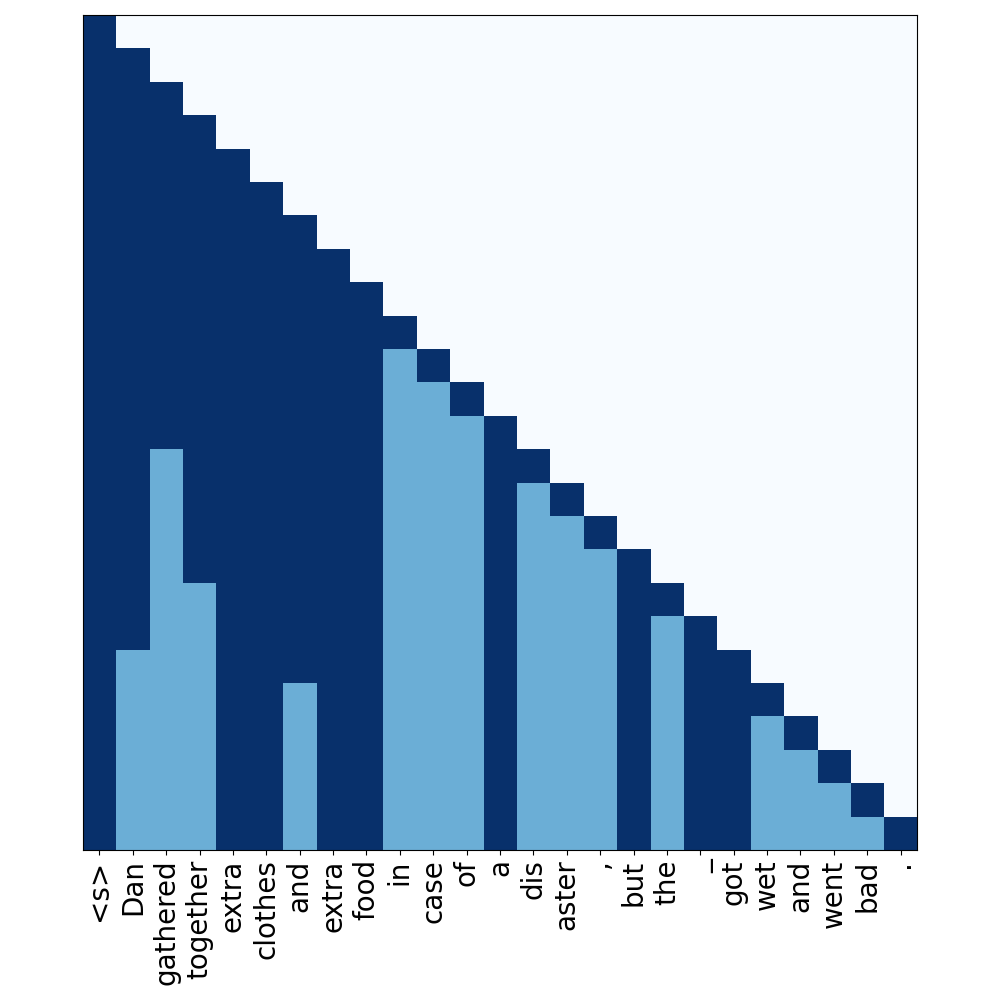 <s> Dan gathered together extra clothes and extra food in case of a dis aster , but the _ got wet and went bad .